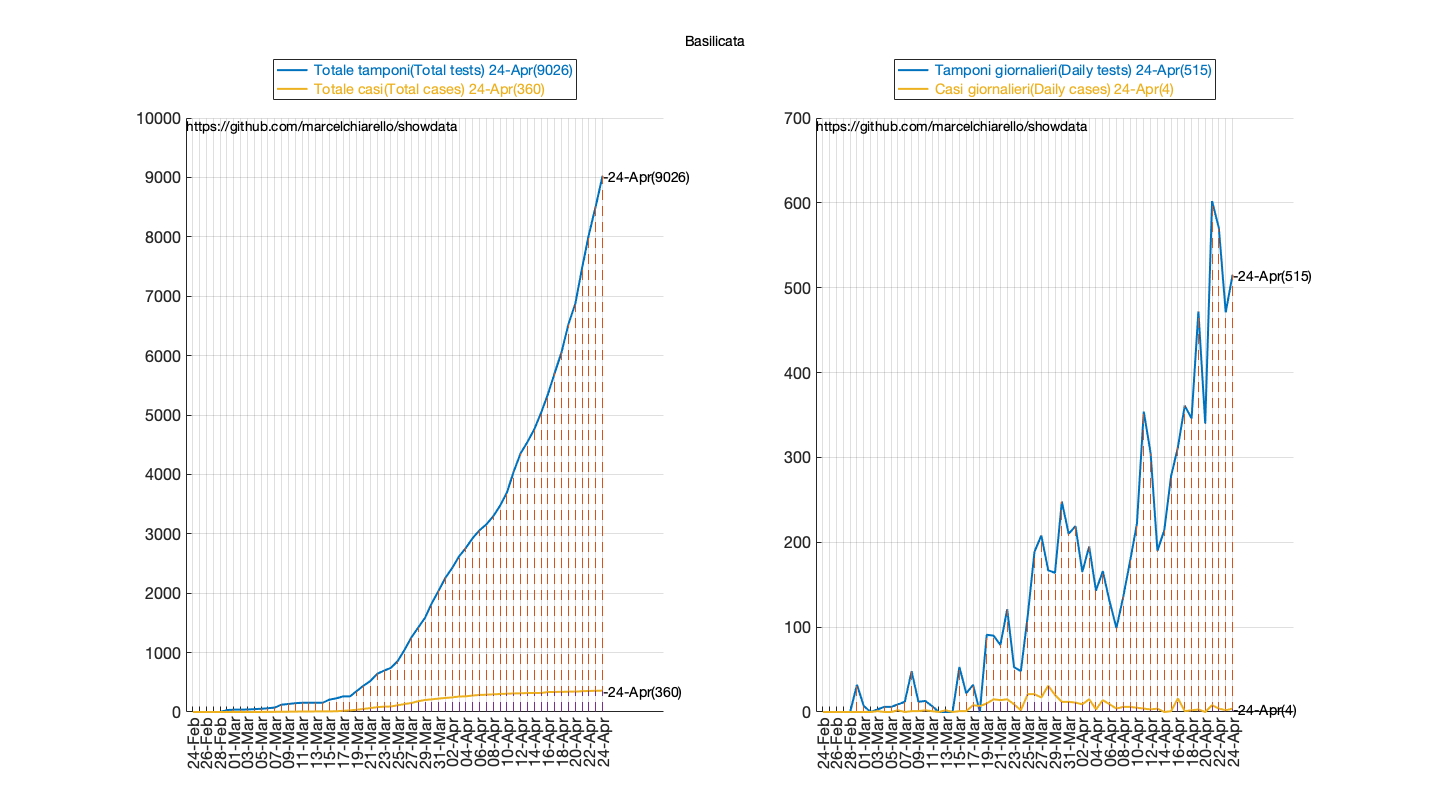 Basilicata
Totale tamponi(Total tests) 24-Apr(9026)
Totale casi(Total cases) 24-Apr(360)
https://github.com/marcelchiarello/showdata
10000
9000
8000
7000
6000
5000
4000
3000
2000
1000
0
-24-Apr(9026)
-24-Apr(360)
24-Feb
26-Feb
28-Feb
01-Mar
03-Mar
05-Mar
07-Mar
09-Mar
11-Mar
13-Mar
15-Mar
17-Mar
19-Mar
21-Mar
23-Mar
25-Mar
27-Mar
29-Mar
31-Mar
02-Apr
04-Apr
06-Apr
08-Apr
10-Apr
12-Apr
14-Apr
16-Apr
18-Apr
20-Apr
22-Apr
24-Apr
Tamponi giornalieri(Daily tests) 24-Apr(515)
Casi giornalieri(Daily cases) 24-Apr(4)
https://github.com/marcelchiarello/showdata
700
600
500
400
300
200
100
0
-24-Apr(515)
-24-Apr(4)
24-Feb
26-Feb
28-Feb
01-Mar
03-Mar
05-Mar
07-Mar
09-Mar
11-Mar
13-Mar
15-Mar
17-Mar
19-Mar
21-Mar
23-Mar
25-Mar
27-Mar
29-Mar
31-Mar
02-Apr
04-Apr
06-Apr
08-Apr
10-Apr
12-Apr
14-Apr
16-Apr
18-Apr
20-Apr
22-Apr
24-Apr